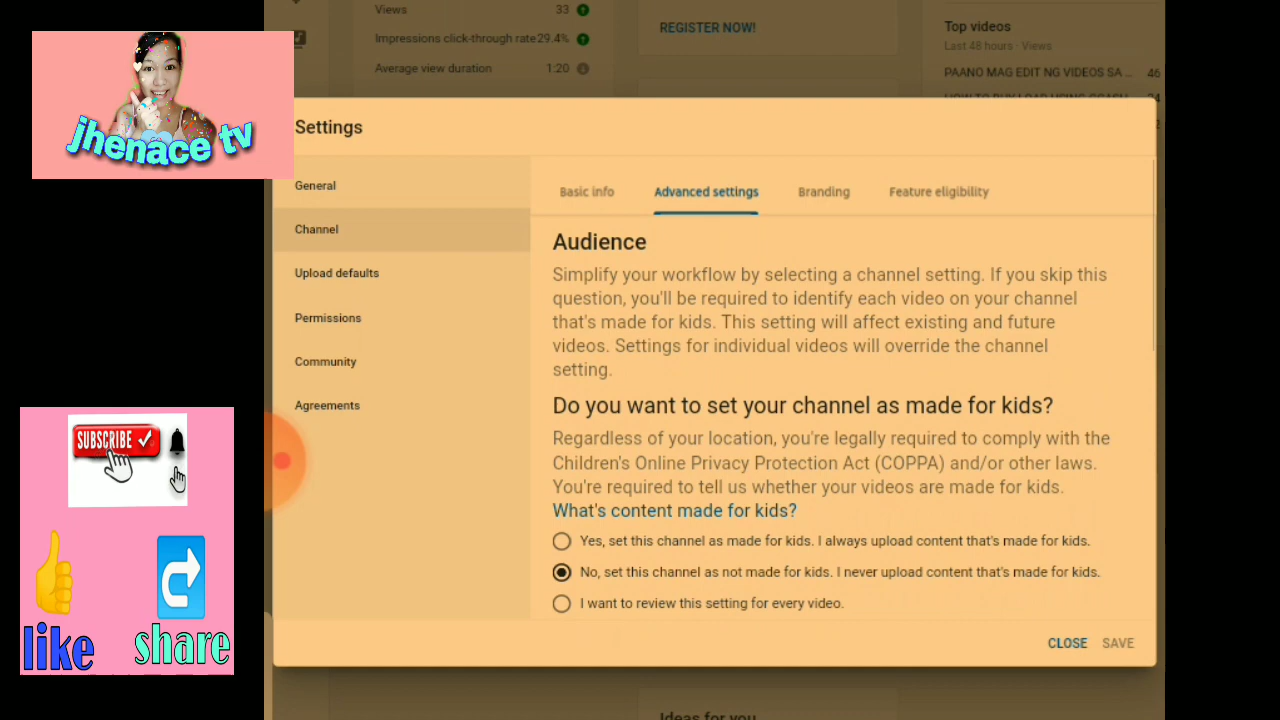 Views 33
Impressions click-through rate 29.4%
Average view duration 1:20
REGISTER NOW!
Top videos
Last 48 hours · Views
PAANO MAG EDIT NG VIDEOS SA ... 46
jhenace tv
Settings
General
Channel
Upload defaults
Permissions
Community
Agreements
Basic info
Advanced settings
Branding
Feature eligibility
Audience
Simplify your workflow by selecting a channel setting. If you skip this
question, you'll be required to identify each video on your channel
that's made for kids. This setting will affect existing and future
videos. Settings for individual videos will override the channel
setting.
Do you want to set your channel as made for kids?
Regardless of your location, you're legally required to comply with the
Children's Online Privacy Protection Act (COPPA) and/or other laws.
You're required to tell us whether your videos are made for kids.
What's content made for kids?
Yes, set this channel as made for kids. I always upload content that's made for kids.
No, set this channel as not made for kids. I never upload content that's made for kids.
I want to review this setting for every video.
CLOSE SAVE
SUBSCRIBE
like
share
Ideas for you